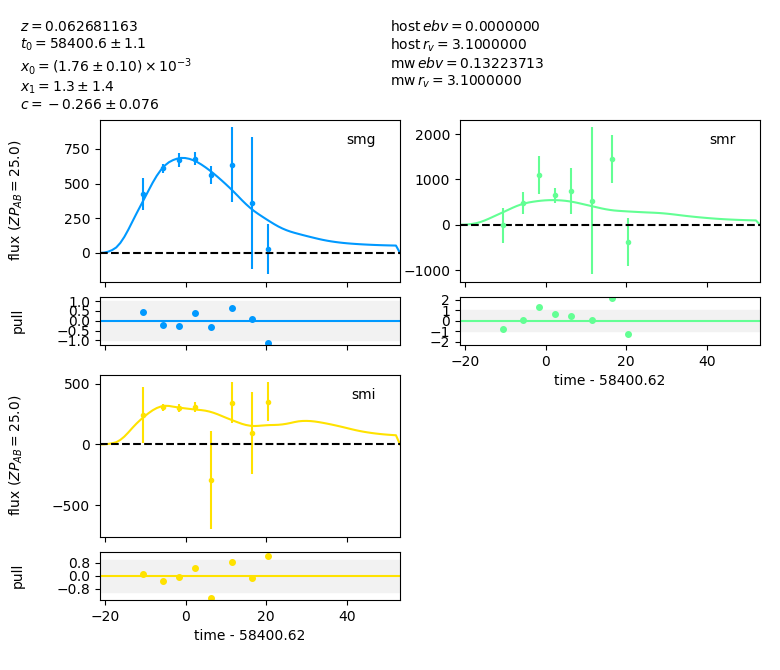 z = 0.062681163
t₀ = 58400.6 ± 1.1
x₀ = (1.76 ± 0.10) × 10⁻³
x₁ = 1.3 ± 1.4
c = −0.266 ± 0.076
host ebv = 0.0000000
host r_v = 3.1000000
mw ebv = 0.13223713
mw r_v = 3.1000000
smg
flux (ZP_AB = 25.0)
750
500
250
0
smr
2000
1000
0
−1000
pull
1.0
0.5
0.0
−0.5
−1.0
2
1
0
−1
−2
−20 0 20 40
time - 58400.62
smi
flux (ZP_AB = 25.0)
500
0
−500
pull
0.8
0.0
−0.8
−20 0 20 40
time - 58400.62